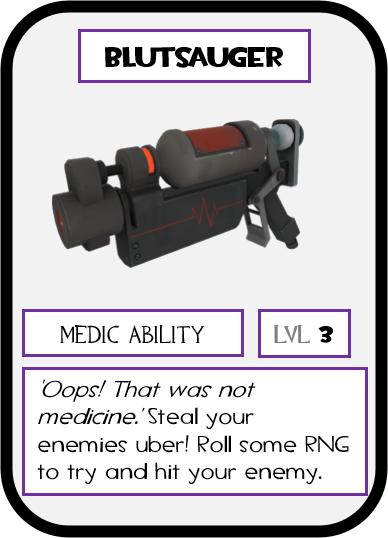 BLUTSAUGER
MEDIC ABILITY
LVL 3
'Oops! That was not
medicine.' Steal your
enemies uber! Roll some RNG
to try and hit your enemy.